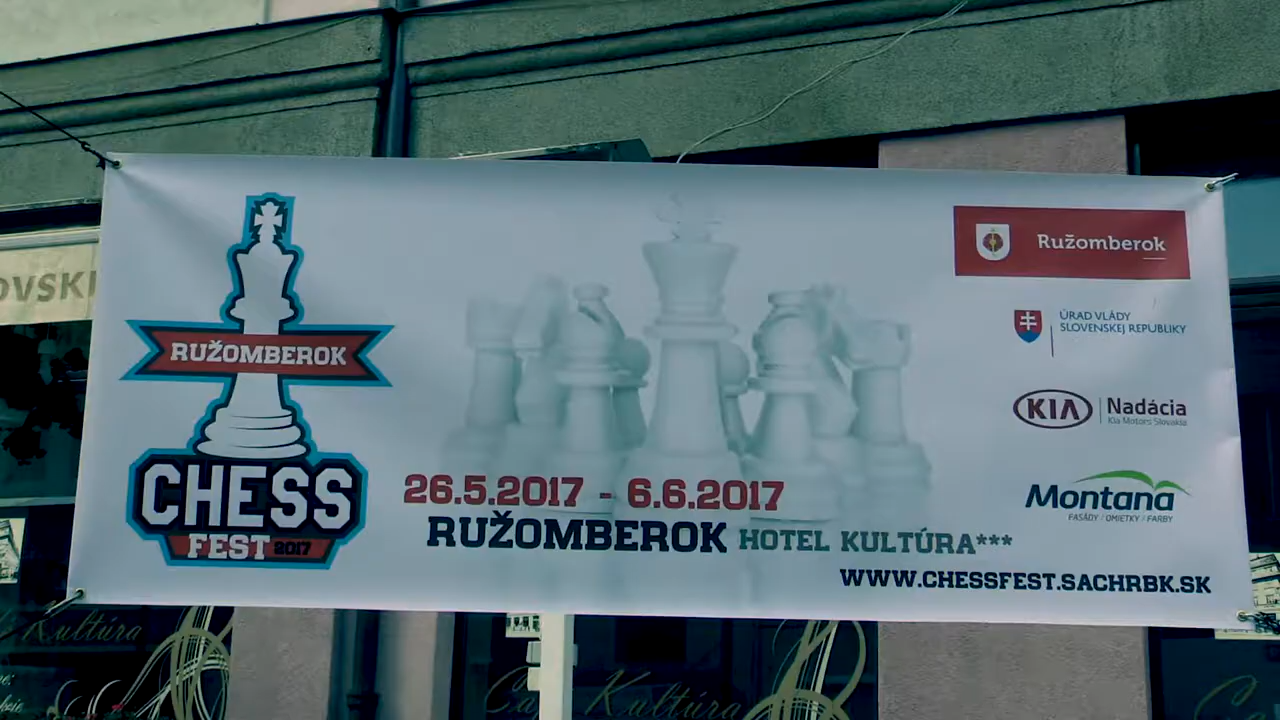 RUŽOMBEROK
CHESS
FEST 2017
26.5.2017 - 6.6.2017
RUŽOMBEROK HOTEL KULTÚRA***
WWW.CHESSFEST.SACHRBK.SK
Ružomberok
ÚRAD VLÁDY
SLOVENSKEJ REPUBLIKY
KIA Nadácia
Kia Motors Slovakia
Montana
FASÁDY / OMIETKY / FARBY
OVSKI
Kultúra
Kultúra